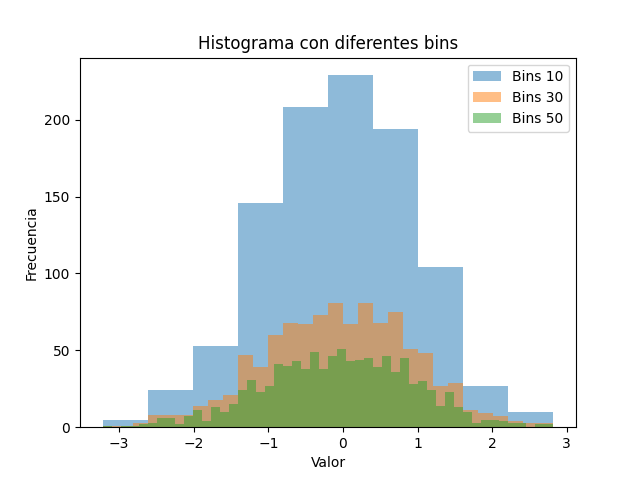 Histograma con diferentes bins
Bins 10
Bins 30
Bins 50
Frecuencia
200
150
100
50
0
−3
−2
−1
0
1
2
3
Valor